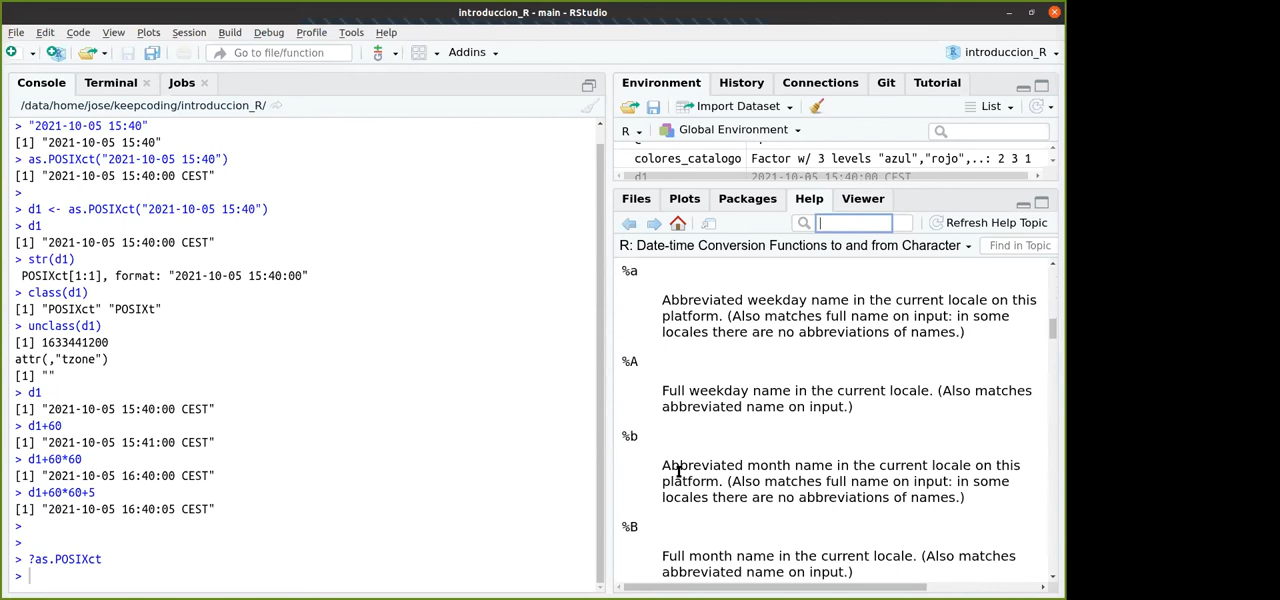 introduccion_R - main - RStudio
File Edit Code View Plots Session Build Debug Profile Tools Help
Go to file/function Addins introduccion_R
Console Terminal Jobs
/data/home/jose/keepcoding/introduccion_R/
> "2021-10-05 15:40"
[1] "2021-10-05 15:40"
> as.POSIXct("2021-10-05 15:40")
[1] "2021-10-05 15:40:00 CEST"
>
> d1 <- as.POSIXct("2021-10-05 15:40")
> d1
[1] "2021-10-05 15:40:00 CEST"
> str(d1)
 POSIXct[1:1], format: "2021-10-05 15:40:00"
> class(d1)
[1] "POSIXct" "POSIXt"
> unclass(d1)
[1] 1633441200
attr(,"tzone")
[1] ""
> d1
[1] "2021-10-05 15:40:00 CEST"
> d1+60
[1] "2021-10-05 15:41:00 CEST"
> d1+60*60
[1] "2021-10-05 16:40:00 CEST"
> d1+60*60+5
[1] "2021-10-05 16:40:05 CEST"
>
>
> ?as.POSIXct
>
Environment History Connections Git Tutorial
Import Dataset List
R Global Environment
colores_catalogo Factor w/ 3 levels "azul","rojo",..: 2 3 1
d1 2021-10-05 15:40:00 CEST
Files Plots Packages Help Viewer
Refresh Help Topic
R: Date-time Conversion Functions to and from Character Find in Topic
%a
Abbreviated weekday name in the current locale on this
platform. (Also matches full name on input: in some
locales there are no abbreviations of names.)
%A
Full weekday name in the current locale. (Also matches
abbreviated name on input.)
%b
Abbreviated month name in the current locale on this
platform. (Also matches full name on input: in some
locales there are no abbreviations of names.)
%B
Full month name in the current locale. (Also matches
abbreviated name on input.)